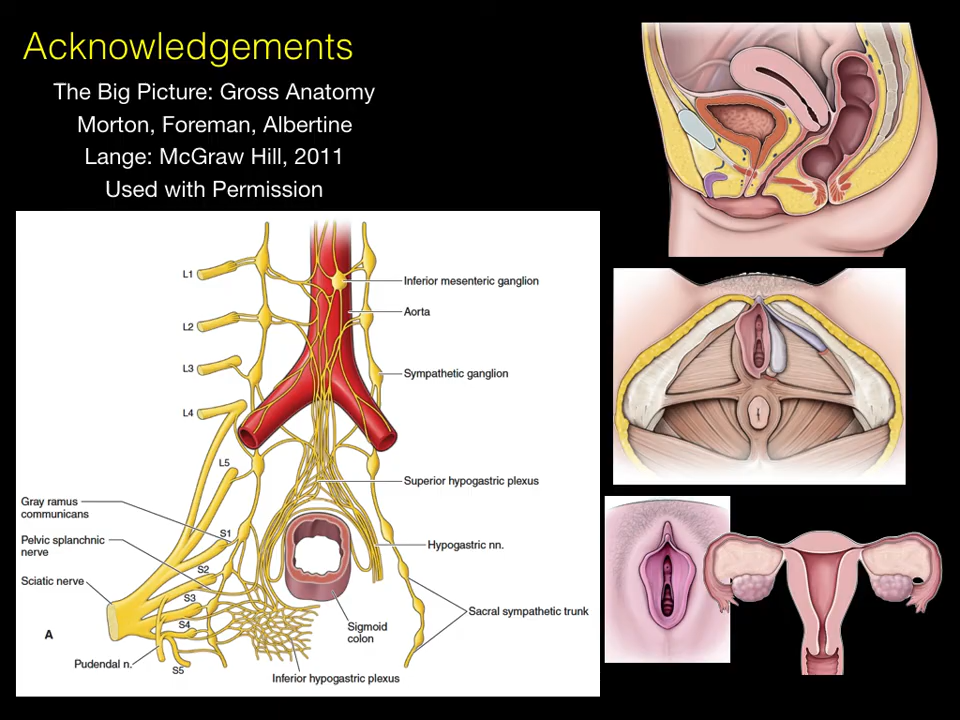 Acknowledgements
The Big Picture: Gross Anatomy
Morton, Foreman, Albertine
Lange: McGraw Hill, 2011
Used with Permission
L1
Inferior mesenteric ganglion
Aorta
L2
L3
Sympathetic ganglion
L4
L5
Superior hypogastric plexus
Gray ramus
communicans
S1
Pelvic splanchnic
nerve
Hypogastric nn.
S2
Sciatic nerve
S3
Sacral sympathetic trunk
S4
Sigmoid
colon
A
Pudendal n.
S5
Inferior hypogastric plexus